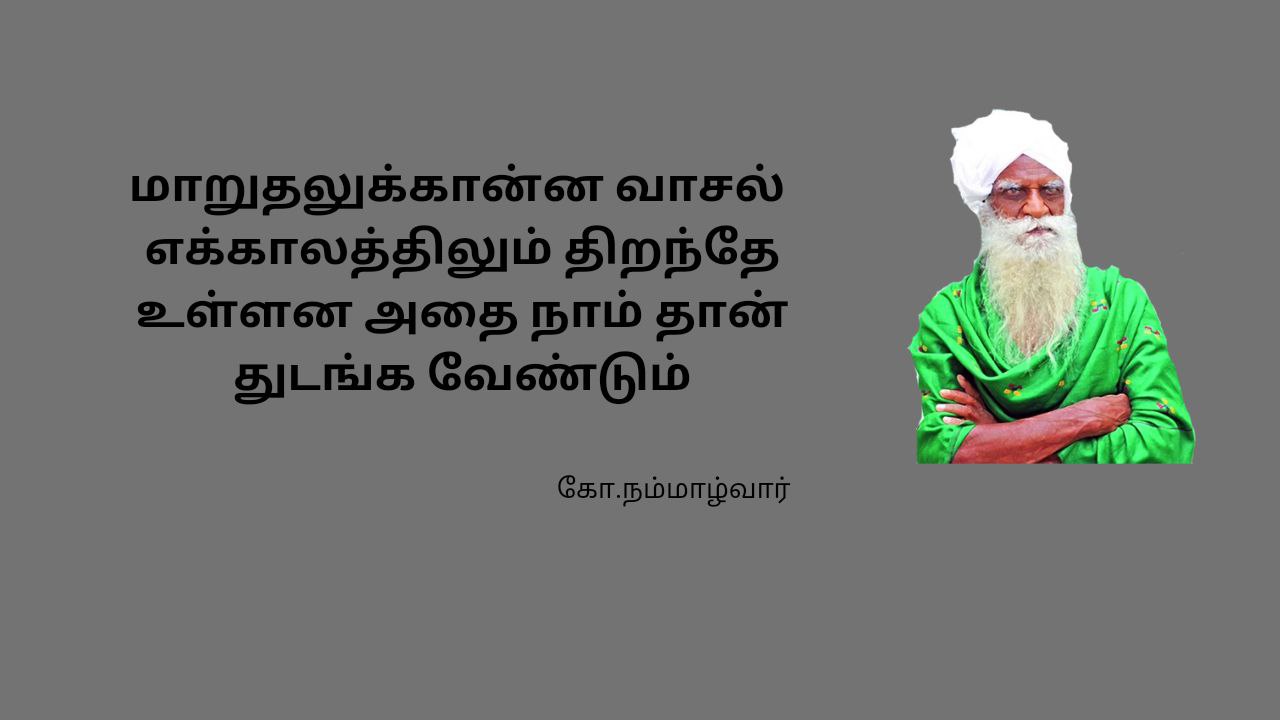 மாறுதலுக்கான்ன வாசல்
எக்காலத்திலும் திறந்தே
உள்ளன அதை நாம் தான்
துடங்க வேண்டும்
கோ.நம்மாழ்வார்